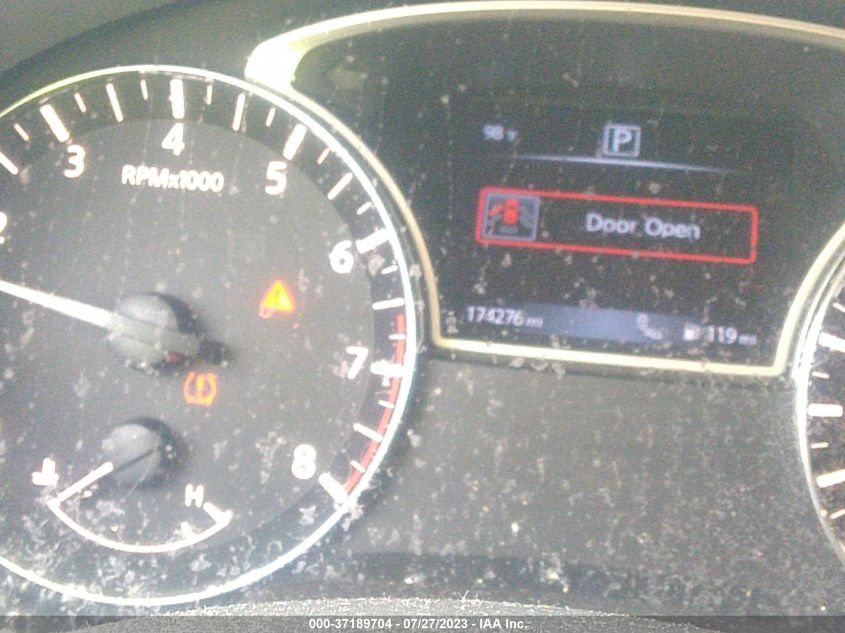 2
3
4
5
6
7
8
RPMx1000
H
98 °F
P
Door Open
174276 mi
119 mi
000-37189704 / 07/27/2023 - IAA Inc.